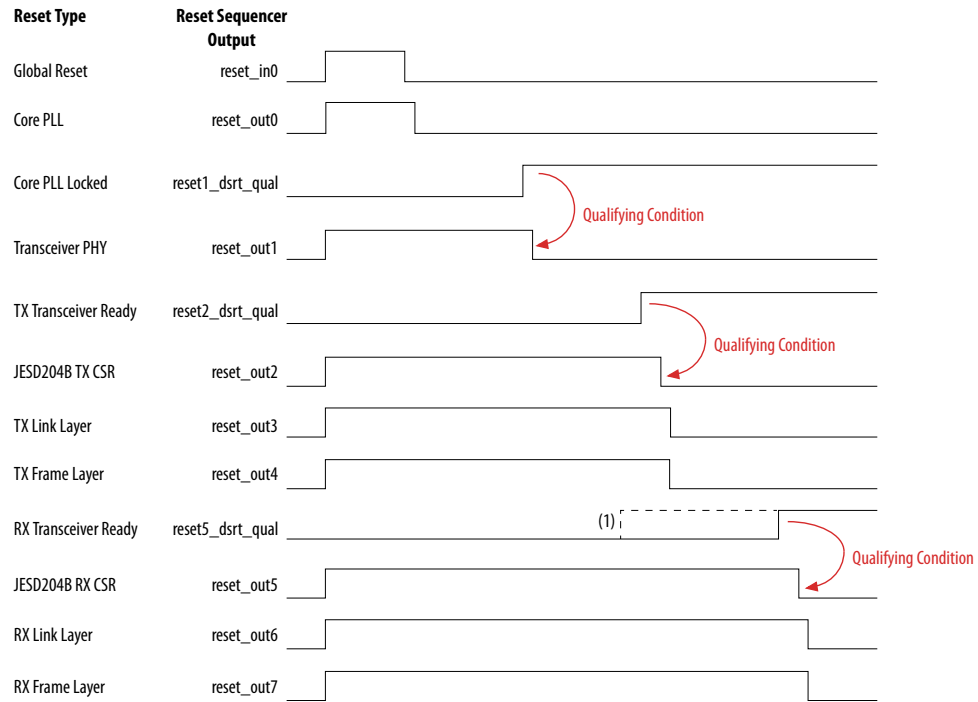 Reset Type Reset Sequencer
Output
Global Reset reset_in0
Core PLL reset_out0
Core PLL Locked reset1_dsrt_qual
Qualifying Condition
Transceiver PHY reset_out1
TX Transceiver Ready reset2_dsrt_qual
Qualifying Condition
JESD204B TX CSR reset_out2
TX Link Layer reset_out3
TX Frame Layer reset_out4
RX Transceiver Ready reset5_dsrt_qual (1)
Qualifying Condition
JESD204B RX CSR reset_out5
RX Link Layer reset_out6
RX Frame Layer reset_out7